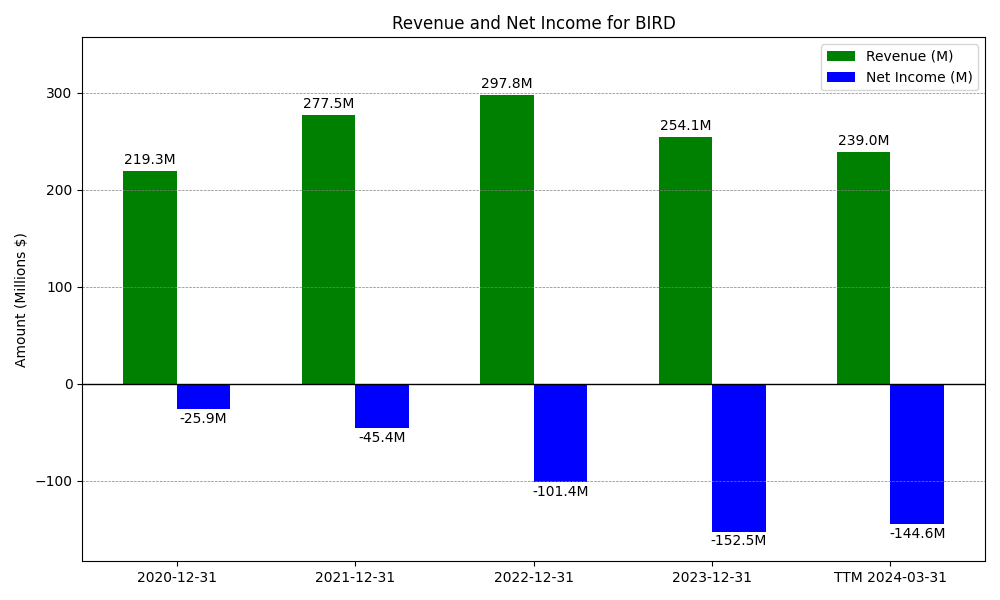 Revenue and Net Income for BIRD
Revenue (M)
Net Income (M)
Amount (Millions $)
300
200
100
0
−100
219.3M
277.5M
297.8M
254.1M
239.0M
-25.9M
-45.4M
-101.4M
-152.5M
-144.6M
2020-12-31
2021-12-31
2022-12-31
2023-12-31
TTM 2024-03-31